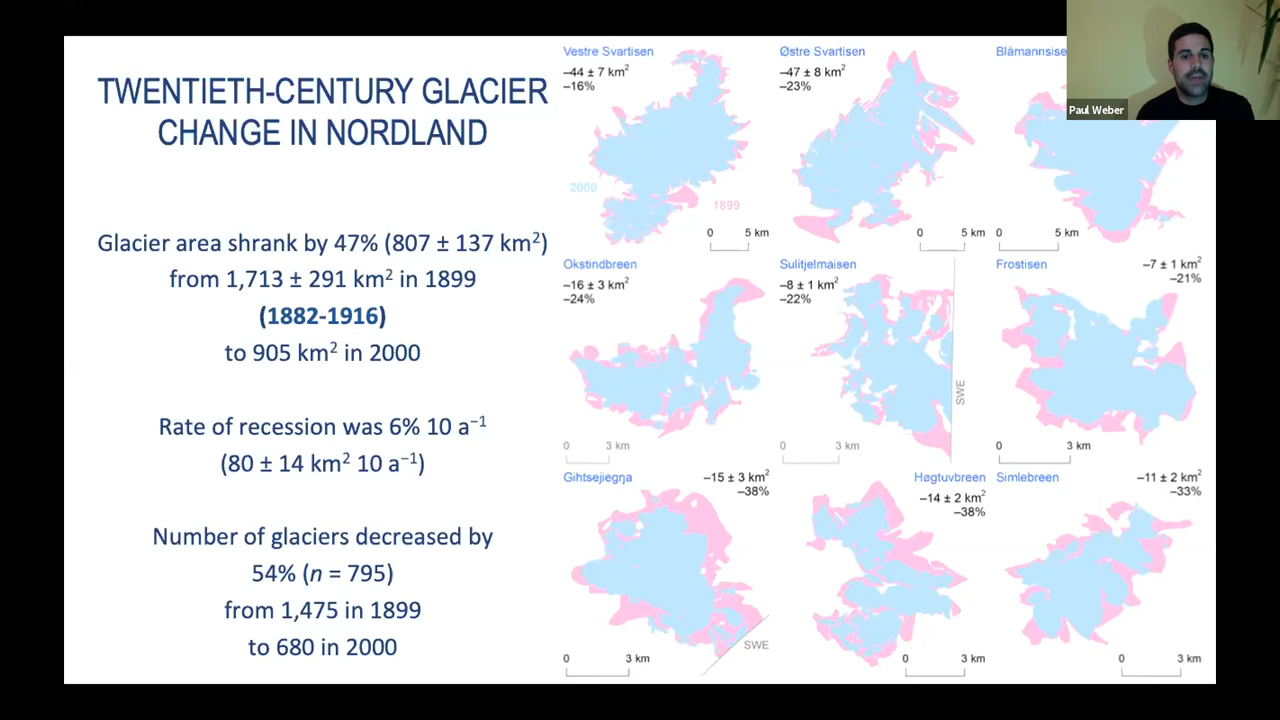 TWENTIETH-CENTURY GLACIER
CHANGE IN NORDLAND
Glacier area shrank by 47% (807 ± 137 km²)
from 1,713 ± 291 km² in 1899
(1882-1916)
to 905 km² in 2000
Rate of recession was 6% 10 a⁻¹
(80 ± 14 km² 10 a⁻¹)
Number of glaciers decreased by
54% (n = 795)
from 1,475 in 1899
to 680 in 2000
Vestre Svartisen
–44 ± 7 km²
–16%
2000
1899
0 5 km
Østre Svartisen
–47 ± 8 km²
–23%
0 5 km
Blåmannsise
0 5 km
Paul Weber
Okstindbreen
–16 ± 3 km²
–24%
0 3 km
Sulitjelmaisen
–8 ± 1 km²
–22%
SWE
0 3 km
Frostisen
–7 ± 1 km²
–21%
0 3 km
Gihtsejiegŋa
–15 ± 3 km²
–38%
SWE
0 3 km
Høgtuvbreen
–14 ± 2 km²
–38%
0 3 km
Simlebreen
–11 ± 2 km²
–33%
0 3 km